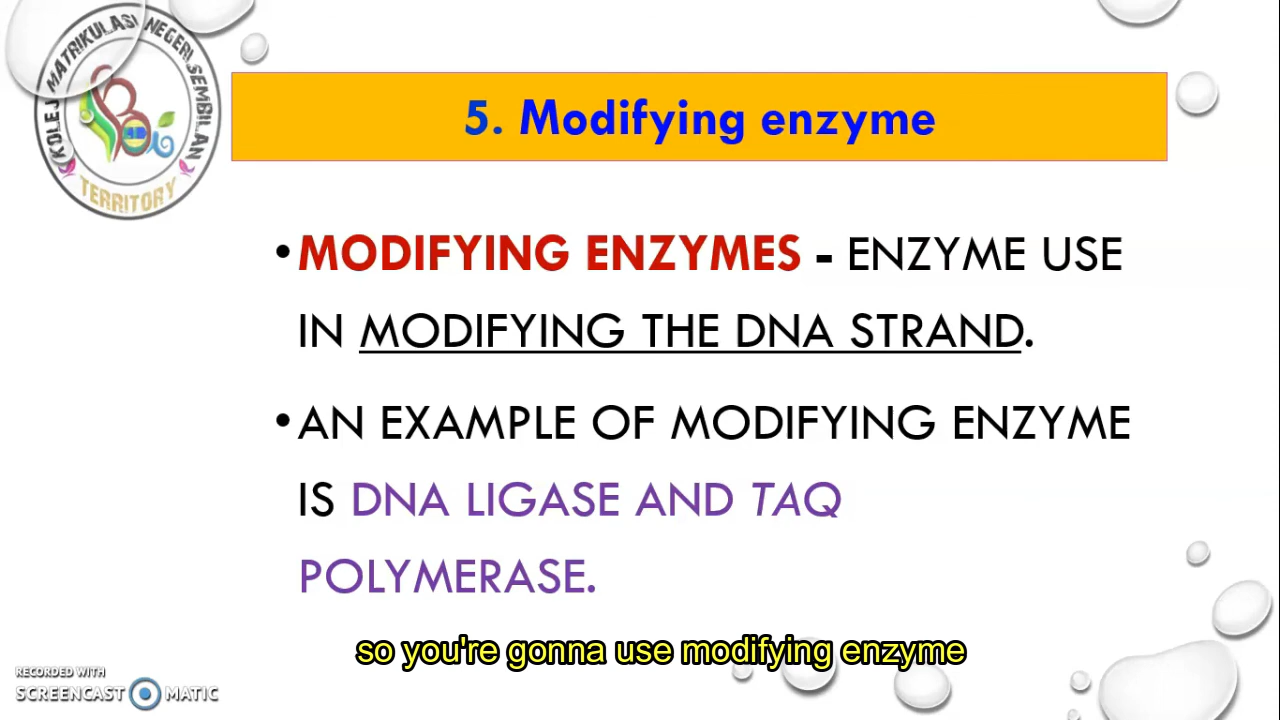 KOLEJ MATRIKULASI NEGERI SEMBILAN
TERRITORY
5. Modifying enzyme
•MODIFYING ENZYMES - ENZYME USE
IN MODIFYING THE DNA STRAND.
•AN EXAMPLE OF MODIFYING ENZYME
IS DNA LIGASE AND TAQ
POLYMERASE.
so you're gonna use modifying enzyme
RECORDED WITH
SCREENCAST MATIC